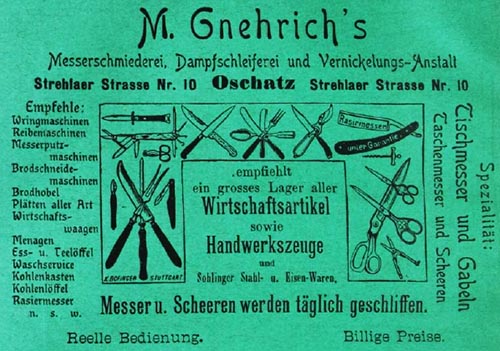 M. Gnehrich's
Messerschmiederei, Dampfschleiferei und Vernickelungs-Anstalt
Strehlaer Strasse Nr. 10 Oschatz Strehlaer Strasse Nr. 10
Empfehle:
Wringmaschinen
Reibemaschinen
Messerputz-
maschinen
Brodschneide-
maschinen
Brodhobel
Plätten aller Art
Wirtschafts-
waagen
Menagen
Ess- u. Teelöffel
Waschservice
Kohlenkasten
Kohlenlöffel
Rasiermesser
u. s. w.
Rasiermesser
unter Garantie
E. BOFINGER STUTTGART
empfiehlt
ein grosses Lager aller
Wirtschaftsartikel
sowie
Handwerkszeuge
und
Sohlinger Stahl- u. Eisen-Waren,
Spezialität:
Tischmesser und Gabeln
Taschenmesser und Scheeren
Messer u. Scheeren werden täglich geschliffen.
Reelle Bedienung. Billige Preise.